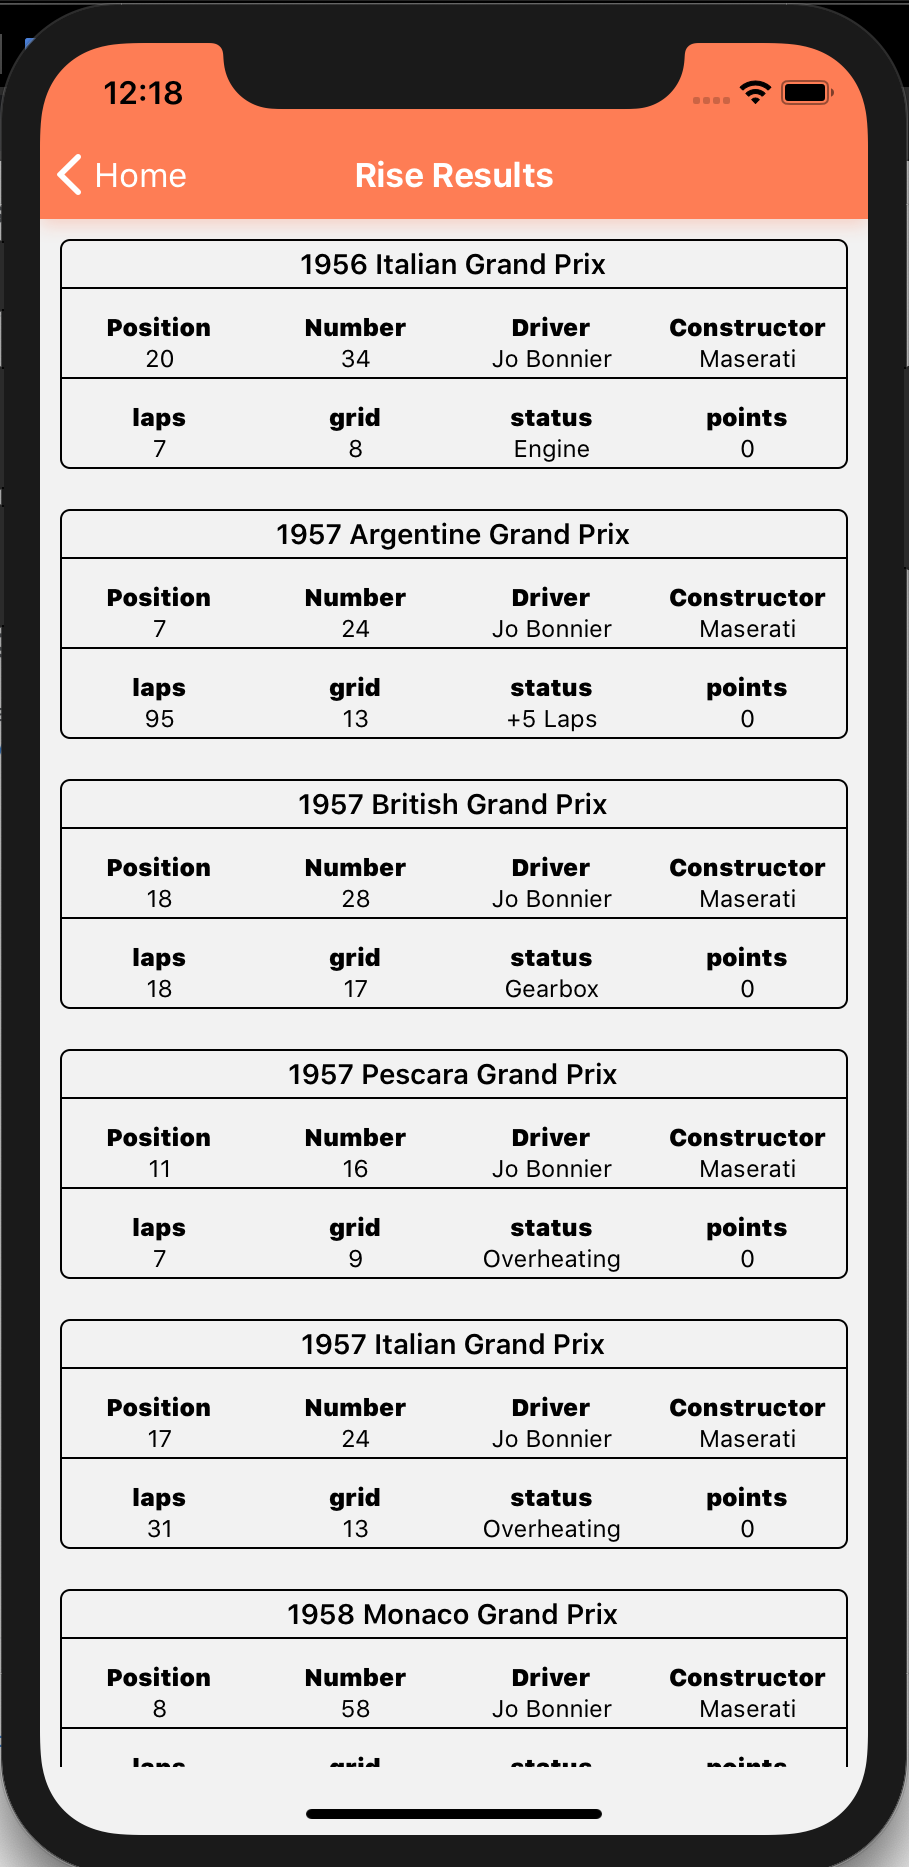 12:18
Home Rise Results
1956 Italian Grand Prix
Position Number Driver Constructor
20 34 Jo Bonnier Maserati
laps grid status points
7 8 Engine 0
1957 Argentine Grand Prix
Position Number Driver Constructor
7 24 Jo Bonnier Maserati
laps grid status points
95 13 +5 Laps 0
1957 British Grand Prix
Position Number Driver Constructor
18 28 Jo Bonnier Maserati
laps grid status points
18 17 Gearbox 0
1957 Pescara Grand Prix
Position Number Driver Constructor
11 16 Jo Bonnier Maserati
laps grid status points
7 9 Overheating 0
1957 Italian Grand Prix
Position Number Driver Constructor
17 24 Jo Bonnier Maserati
laps grid status points
31 13 Overheating 0
1958 Monaco Grand Prix
Position Number Driver Constructor
8 58 Jo Bonnier Maserati
laps grid status points